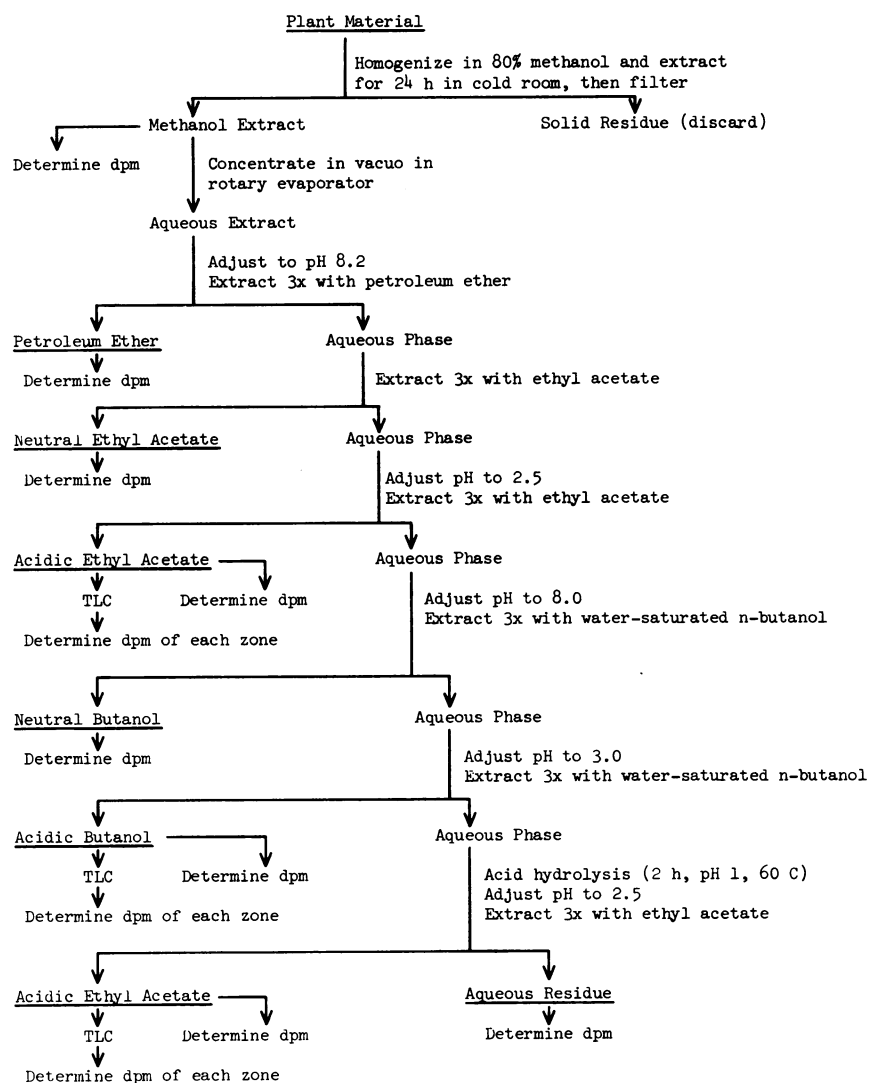 Plant Material
Homogenize in 80% methanol and extract
for 24 h in cold room, then filter
Methanol Extract
Solid Residue (discard)
Determine dpm
Concentrate in vacuo in
rotary evaporator
Aqueous Extract
Adjust to pH 8.2
Extract 3x with petroleum ether
Petroleum Ether
Aqueous Phase
Determine dpm
Extract 3x with ethyl acetate
Neutral Ethyl Acetate
Aqueous Phase
Determine dpm
Adjust pH to 2.5
Extract 3x with ethyl acetate
Acidic Ethyl Acetate
Aqueous Phase
TLC
Determine dpm
Adjust pH to 8.0
Extract 3x with water-saturated n-butanol
Determine dpm of each zone
Neutral Butanol
Aqueous Phase
Determine dpm
Adjust pH to 3.0
Extract 3x with water-saturated n-butanol
Acidic Butanol
Aqueous Phase
TLC
Determine dpm
Acid hydrolysis (2 h, pH 1, 60 C)
Adjust pH to 2.5
Extract 3x with ethyl acetate
Determine dpm of each zone
Acidic Ethyl Acetate
Aqueous Residue
TLC
Determine dpm
Determine dpm
Determine dpm of each zone